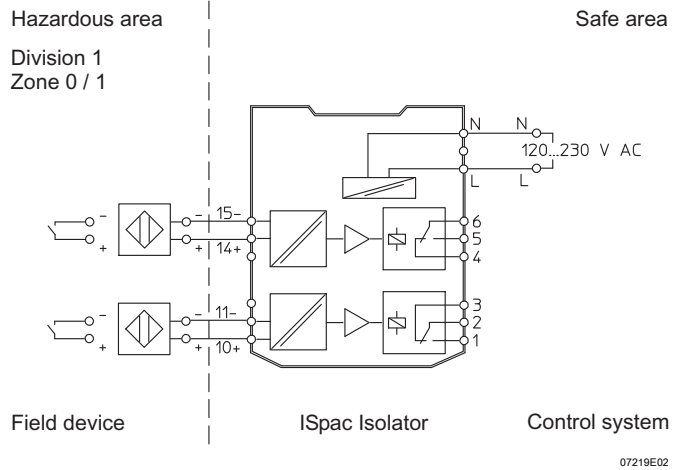 Hazardous area
Safe area
Division 1
Zone 0 / 1
N N
120...230 V AC
L L
- - 15-
+ + 14+
6
5
4
- - 11-
+ + 10+
3
2
1
Field device
ISpac Isolator
Control system
07219E02